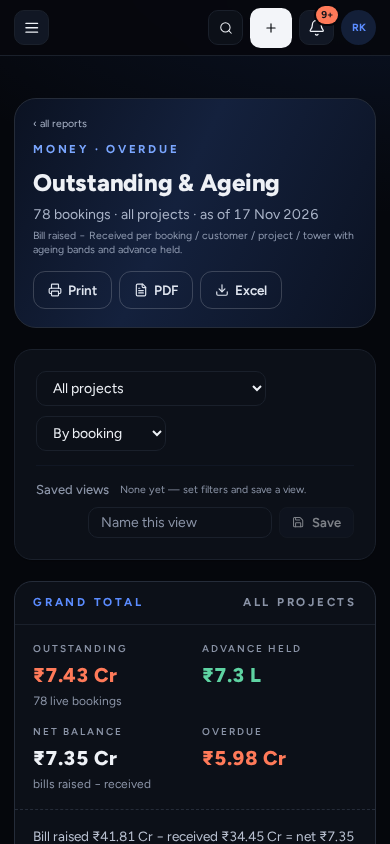 9+
RK
‹ all reports
MONEY · OVERDUE
Outstanding & Ageing
78 bookings · all projects · as of 17 Nov 2026
Bill raised − Received per booking / customer / project / tower with
ageing bands and advance held.
Print
PDF
Excel
All projects
By booking
Saved views None yet — set filters and save a view.
Name this view
Save
GRAND TOTAL ALL PROJECTS
OUTSTANDING ADVANCE HELD
₹7.43 Cr ₹7.3 L
78 live bookings
NET BALANCE OVERDUE
₹7.35 Cr ₹5.98 Cr
bills raised − received
Bill raised ₹41.81 Cr − received ₹34.45 Cr = net ₹7.35